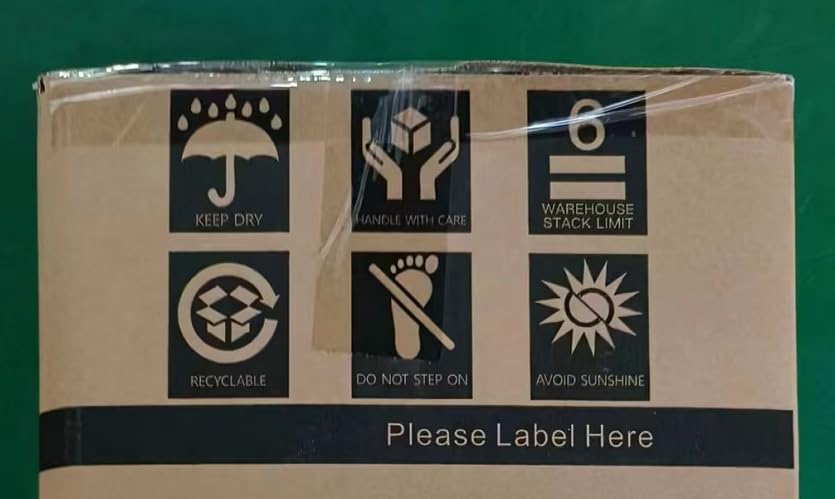 6
KEEP DRY
HANDLE WITH CARE
WAREHOUSE
STACK LIMIT
RECYCLABLE
DO NOT STEP ON
AVOID SUNSHINE
Please Label Here